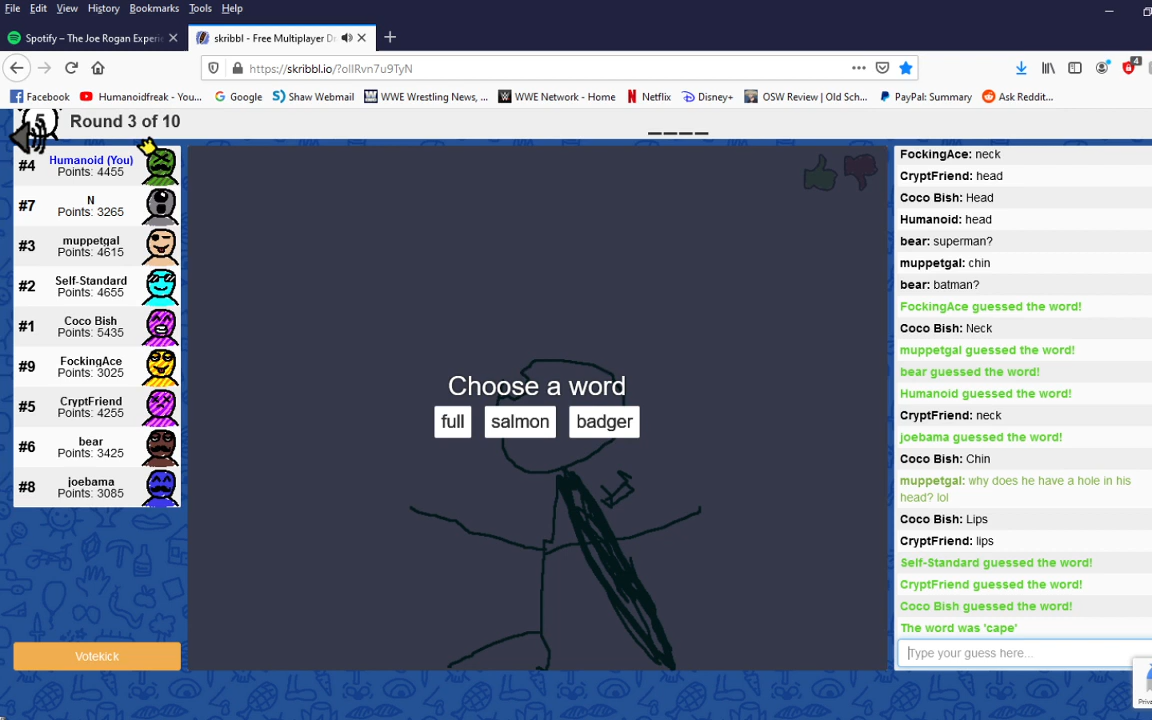 File Edit View History Bookmarks Tools Help
Spotify – The Joe Rogan Experi
skribbl - Free Multiplayer D
https://skribbl.io/?olIRvn7u9TyN
4
Facebook Humanoidfreak - You... Google Shaw Webmail WWE Wrestling News, ... WWE Network - Home Netflix Disney+ OSW Review | Old Sch... PayPal: Summary Ask Reddit...
5 Round 3 of 10 _ _ _ _
#4 Humanoid (You)
Points: 4455
#7 N
Points: 3265
#3 muppetgal
Points: 4615
#2 Self-Standard
Points: 4655
#1 Coco Bish
Points: 5435
#9 FockingAce
Points: 3025
#5 CryptFriend
Points: 4255
#6 bear
Points: 3425
#8 joebama
Points: 3085
Votekick
Choose a word
full salmon badger
FockingAce: neck
CryptFriend: head
Coco Bish: Head
Humanoid: head
bear: superman?
muppetgal: chin
bear: batman?
FockingAce guessed the word!
Coco Bish: Neck
muppetgal guessed the word!
bear guessed the word!
Humanoid guessed the word!
CryptFriend: neck
joebama guessed the word!
Coco Bish: Chin
muppetgal: why does he have a hole in his
head? lol
Coco Bish: Lips
CryptFriend: lips
Self-Standard guessed the word!
CryptFriend guessed the word!
Coco Bish guessed the word!
The word was 'cape'
Type your guess here...
Priva